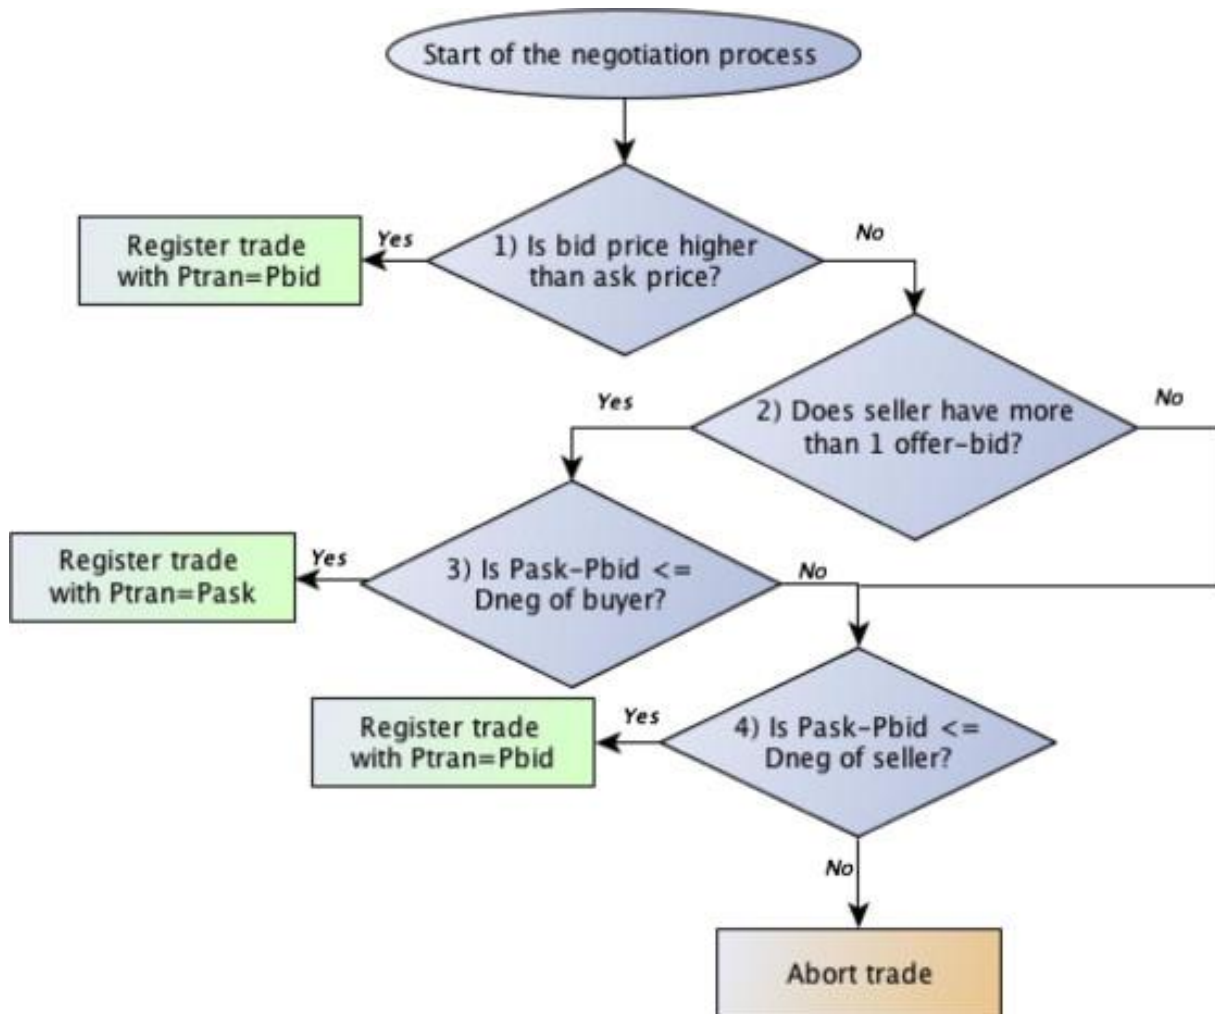 Start of the negotiation process
1) Is bid price higher
than ask price?
Yes
No
Register trade
with Ptran=Pbid
2) Does seller have more
than 1 offer-bid?
Yes
No
3) Is Pask-Pbid <=
Dneg of buyer?
Yes
No
Register trade
with Ptran=Pask
4) Is Pask-Pbid <=
Dneg of seller?
Yes
Register trade
with Ptran=Pbid
No
Abort trade